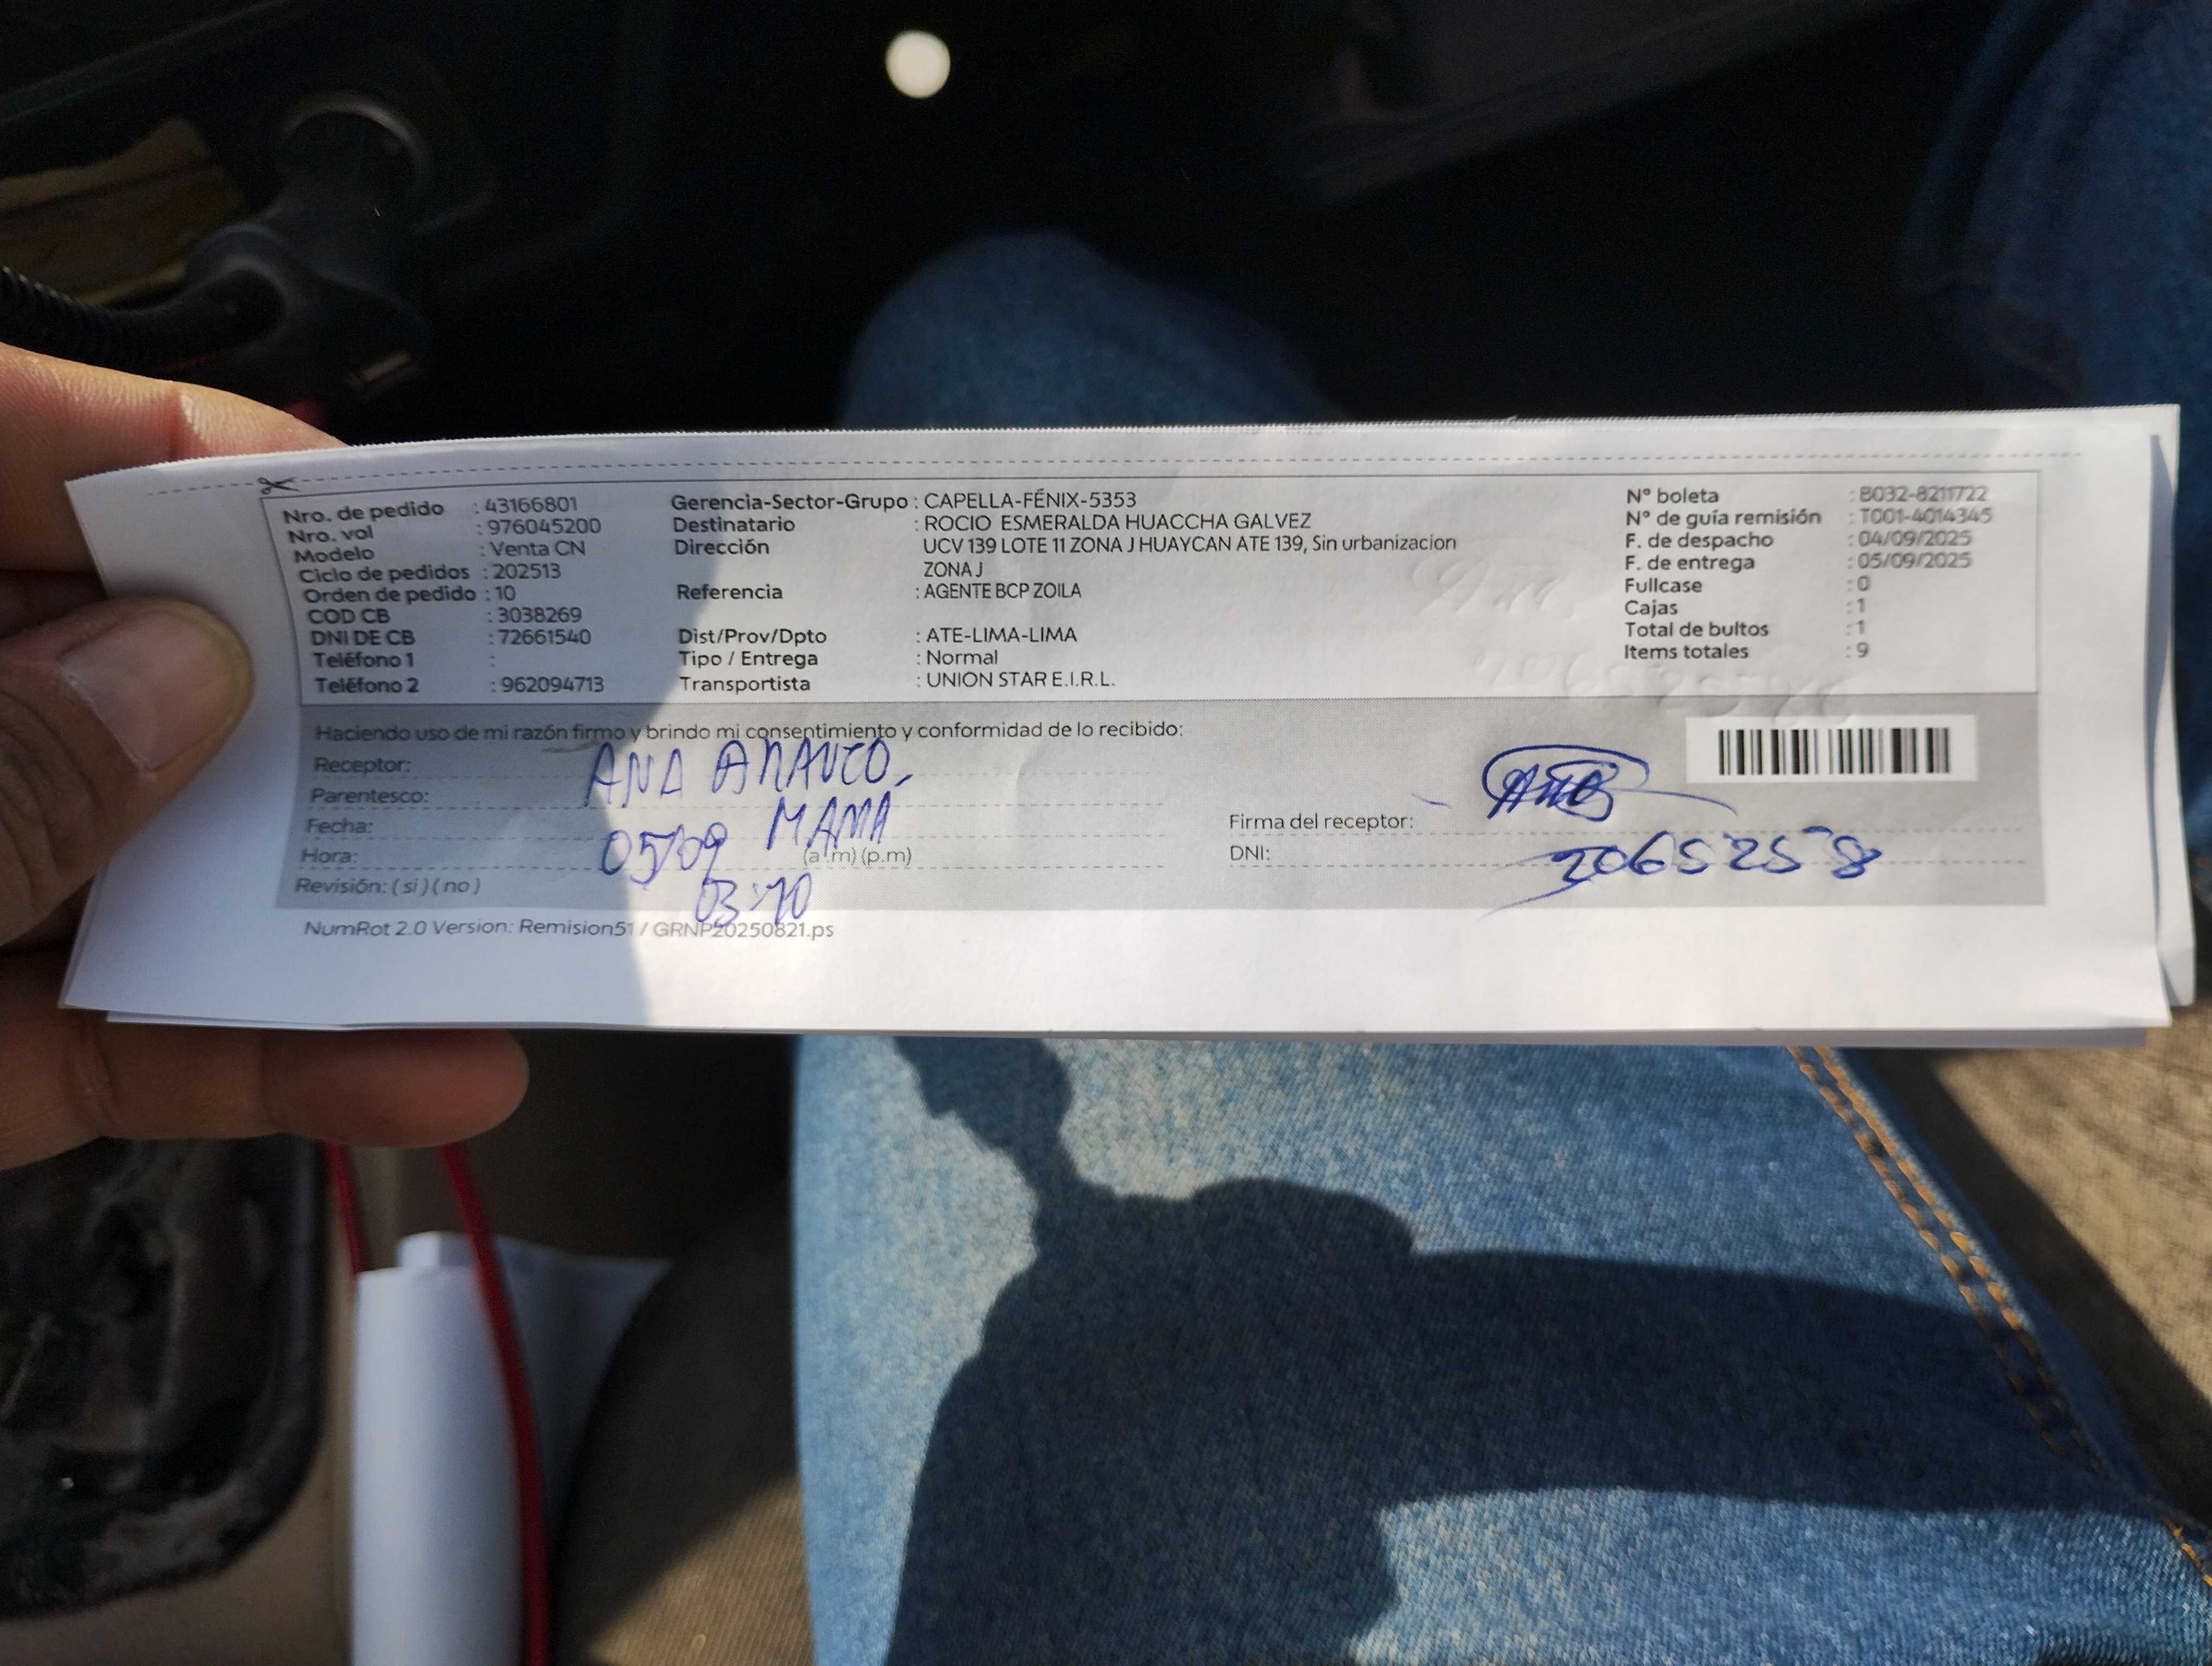 Nro. de pedido : 43166801
Nro. vol : 976045200
Modelo : Venta CN
Ciclo de pedidos : 202513
Orden de pedido : 10
COD CB : 3038269
DNI DE CB : 72661540
Teléfono 1 :
Teléfono 2 : 962094713
Gerencia-Sector-Grupo : CAPELLA-FÉNIX-5353
Destinatario : ROCIO ESMERALDA HUACCHA GALVEZ
Dirección UCV 139 LOTE 11 ZONA J HUAYCAN ATE 139, Sin urbanizacion
ZONA J
Referencia : AGENTE BCP ZOILA
Dist/Prov/Dpto : ATE-LIMA-LIMA
Tipo / Entrega : Normal
Transportista : UNION STAR E.I.R.L.
N° boleta : B032-8211722
N° de guía remisión : T001-4014345
F. de despacho : 04/09/2025
F. de entrega : 05/09/2025
Fullcase : 0
Cajas : 1
Total de bultos : 1
Items totales : 9
Haciendo uso de mi razón firmo y brindo mi consentimiento y conformidad de lo recibido:
Receptor: ANA
Parentesco: MAMA
Fecha: 05/09
Hora: 03:10 (a.m) (p.m)
Revisión: (si) (no)
Firma del receptor:
DNI:
NumRot 2.0 Version: Remision51 / GRNP20250821.ps